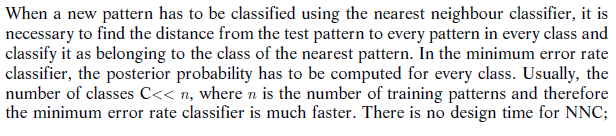 When a new pattern has to be classified using the nearest neighbour classifier, it is
necessary to find the distance from the test pattern to every pattern in every class and
classify it as belonging to the class of the nearest pattern. In the minimum error rate
classifier, the posterior probability has to be computed for every class. Usually, the
number of classes C<< n, where n is the number of training patterns and therefore
the minimum error rate classifier is much faster. There is no design time for NNC,